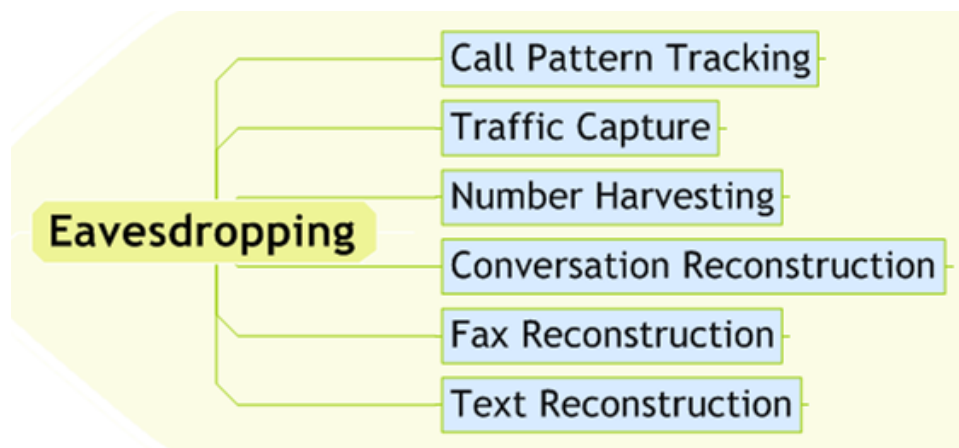 Eavesdropping
Call Pattern Tracking
Traffic Capture
Number Harvesting
Conversation Reconstruction
Fax Reconstruction
Text Reconstruction